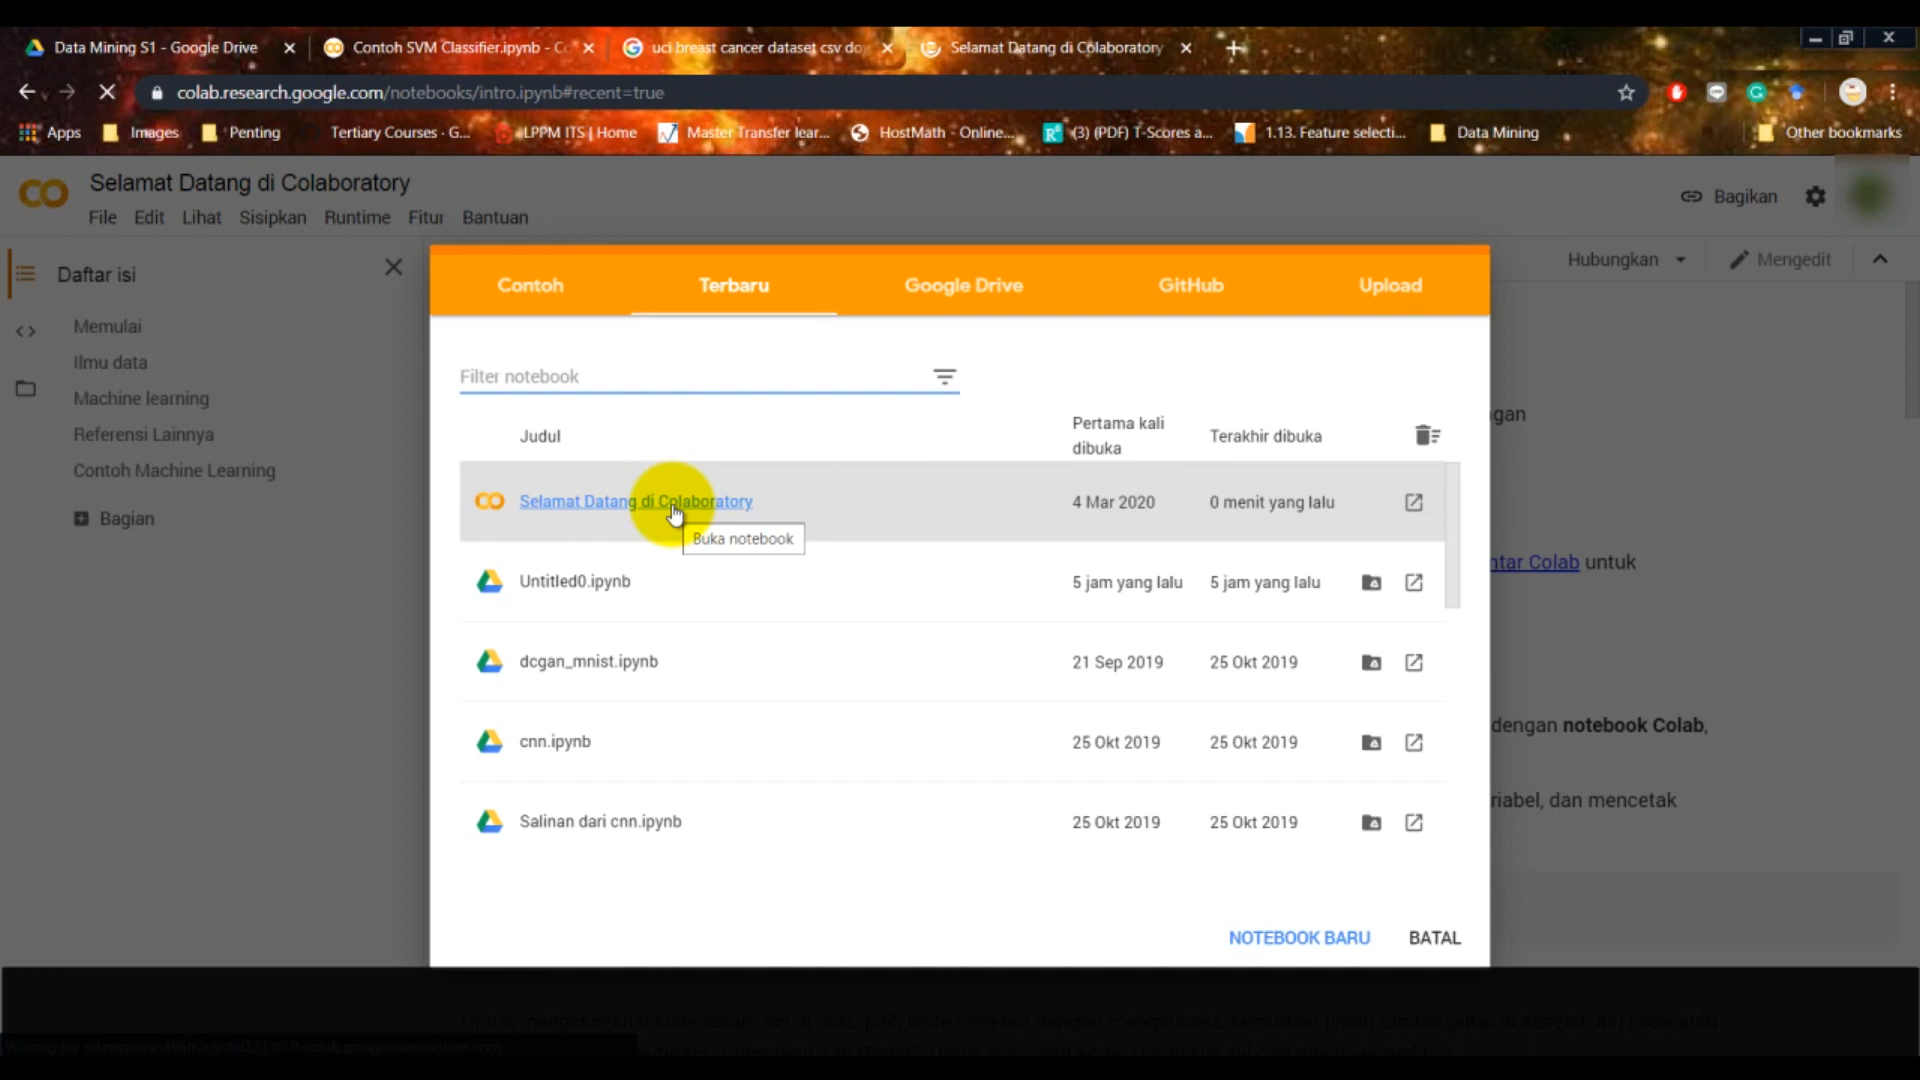 Data Mining S1 - Google Drive
Contoh SVM Classifier.ipynb - Co
uci breast cancer dataset csv do
Selamat Datang di Colaboratory
colab.research.google.com/notebooks/intro.ipynb#recent=true
Apps
Images
Penting
Tertiary Courses - G...
LPPM ITS | Home
Master Transfer lear...
HostMath - Online...
(3) (PDF) T-Scores a...
1.13. Feature selecti...
Data Mining
Other bookmarks
CO
Selamat Datang di Colaboratory
File Edit Lihat Sisipkan Runtime Fitur Bantuan
Bagikan
Daftar isi
Hubungkan
Mengedit
Memulai
Ilmu data
Machine learning
Referensi Lainnya
Contoh Machine Learning
Bagian
Contoh
Terbaru
Google Drive
GitHub
Upload
Filter notebook
Judul
Pertama kali dibuka
Terakhir dibuka
Selamat Datang di Colaboratory
4 Mar 2020
0 menit yang lalu
Buka notebook
Untitled0.ipynb
5 jam yang lalu
5 jam yang lalu
dcgan_mnist.ipynb
21 Sep 2019
25 Okt 2019
cnn.ipynb
25 Okt 2019
25 Okt 2019
Salinan dari cnn.ipynb
25 Okt 2019
25 Okt 2019
NOTEBOOK BARU
BATAL
gan
ntar Colab untuk
dengan notebook Colab,
riabel, dan mencetak